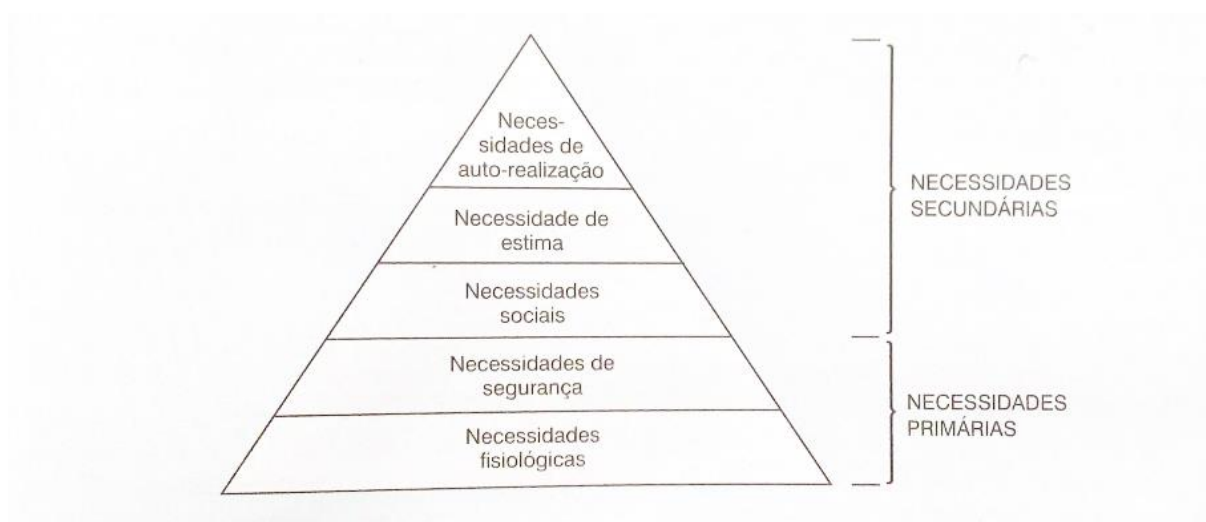 Neces-
sidades de
auto-realização
Necessidade de
estima
Necessidades
sociais
Necessidades de
segurança
Necessidades
fisiológicas
NECESSIDADES
SECUNDÁRIAS
NECESSIDADES
PRIMÁRIAS